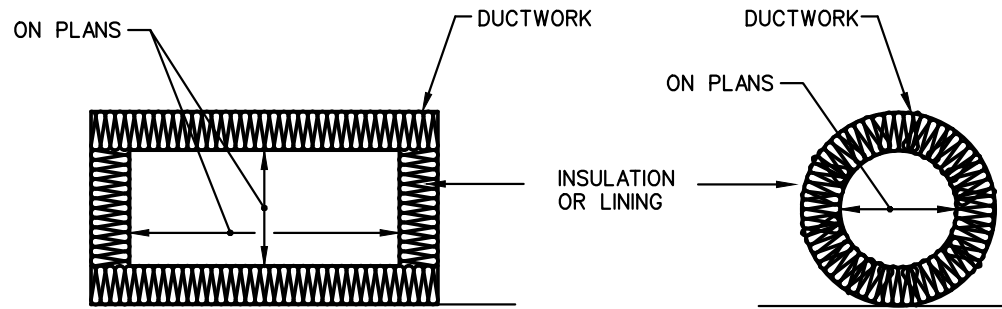 ON PLANS
DUCTWORK
DUCTWORK
ON PLANS
INSULATION
OR LINING